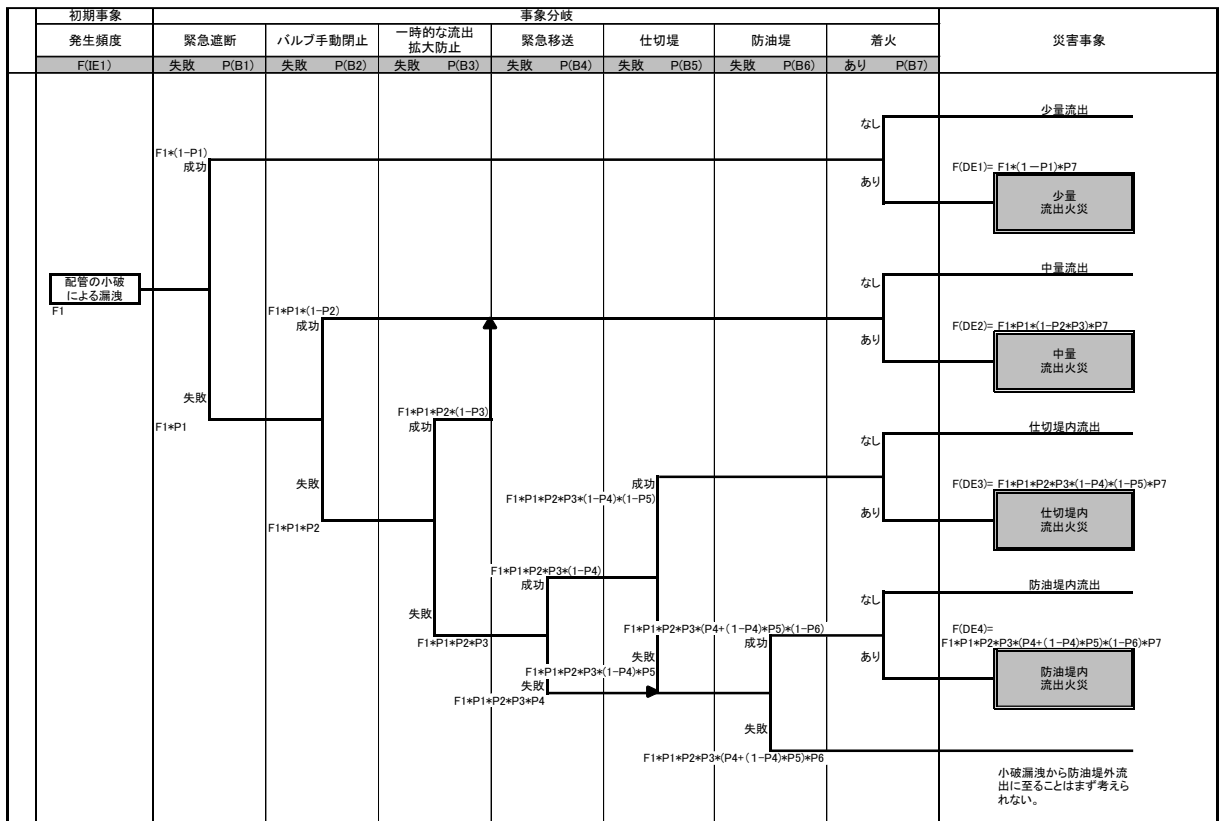 初期事象 事象分岐
発生頻度 緊急遮断 バルブ手動閉止 一時的な流出 緊急移送 仕切堤 防油堤 着火 災害事象
拡大防止
F(IE1) 失敗 P(B1) 失敗 P(B2) 失敗 P(B3) 失敗 P(B4) 失敗 P(B5) 失敗 P(B6) あり P(B7)
少量流出
なし
F1*(1-P1)
成功
F(DE1)= F1*(1-P1)*P7
あり
少量
流出火災
中量流出
なし
配管の小破
による漏洩
F1
F1*P1*(1-P2)
成功
F(DE2)= F1*P1*(1-P2*P3)*P7
あり
中量
流出火災
失敗
F1*P1
F1*P1*P2*(1-P3)
成功
仕切堤内流出
なし
失敗
F1*P1*P2
成功
F1*P1*P2*P3*(1-P4)*(1-P5)
F(DE3)= F1*P1*P2*P3*(1-P4)*(1-P5)*P7
あり
仕切堤内
流出火災
F1*P1*P2*P3*(1-P4)
成功
防油堤内流出
なし
失敗
F1*P1*P2*P3
F1*P1*P2*P3*(P4+(1-P4)*P5)*(1-P6)
成功
F(DE4)=
F1*P1*P2*P3*(P4+(1-P4)*P5)*(1-P6)*P7
失敗
F1*P1*P2*P3*(1-P4)*P5
あり
防油堤内
流出火災
失敗
F1*P1*P2*P3*P4
失敗
F1*P1*P2*P3*(P4+(1-P4)*P5)*P6
小破漏洩から防油堤外流
出に至ることはまず考えら
れない。